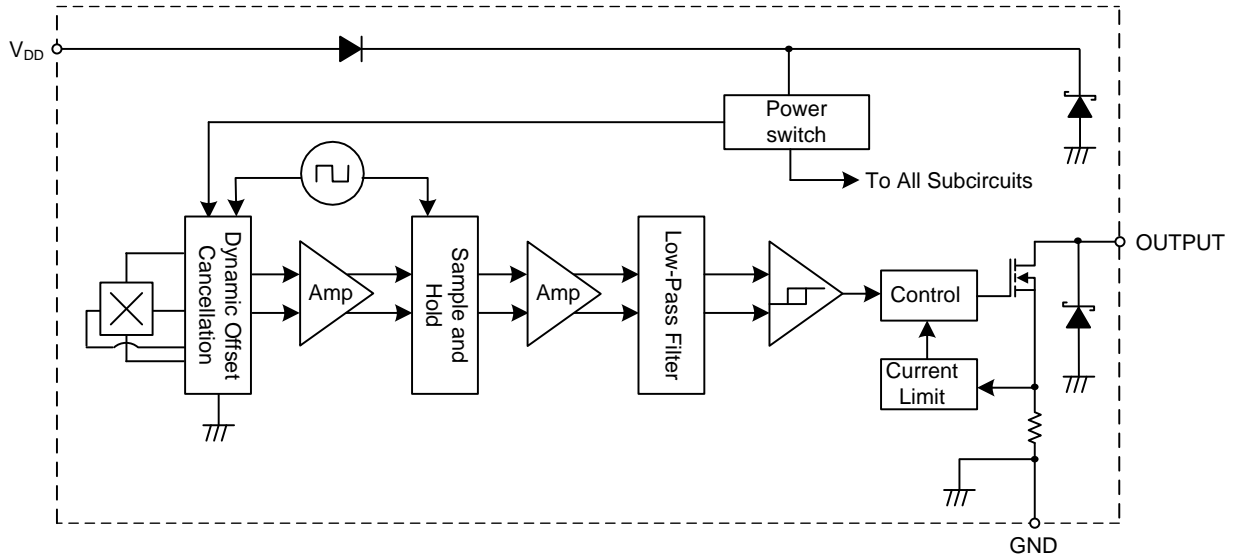 V_DD
Power
switch
To All Subcircuits
Dynamic Offset
Cancellation
Amp
Sample and
Hold
Amp
Low-Pass Filter
Control
Current
Limit
OUTPUT
GND